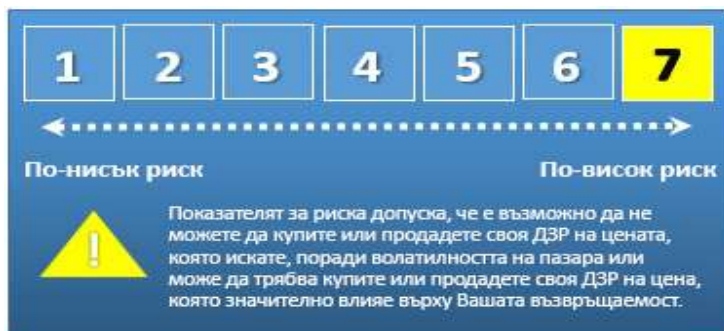 1 2 3 4 5 6 7
По-нисък риск По-висок риск
!
Показателят за риска допуска, че е възможно да не
можете да купите или продадете своя ДЗР на цената,
която искате, поради волатилността на пазара или
може да трябва купите или продадете своя ДЗР на цена,
която значително влияе върху Вашата възвръщаемост.